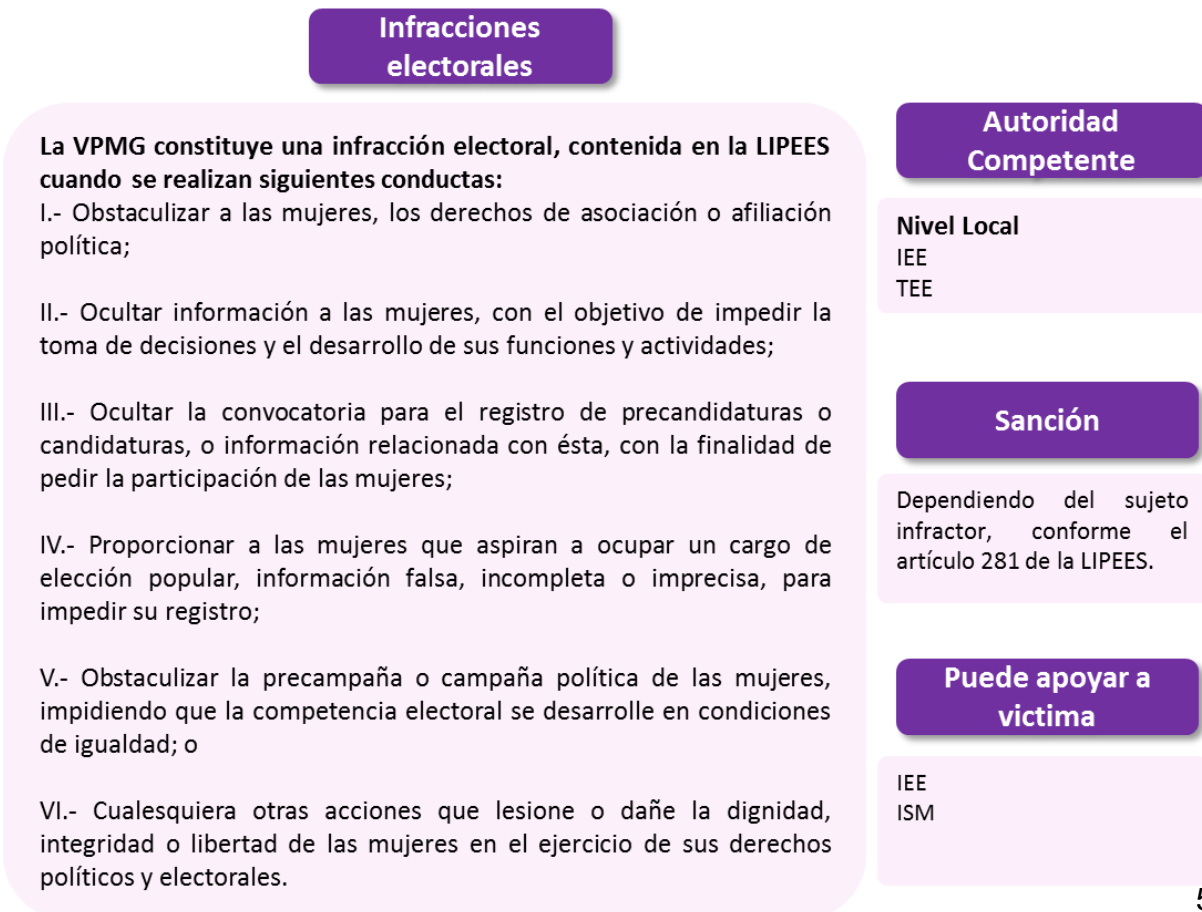 Infracciones
electorales
La VPMG constituye una infracción electoral, contenida en la LIPEES
cuando se realizan siguientes conductas:
I.- Obstaculizar a las mujeres, los derechos de asociación o afiliación
política;
II.- Ocultar información a las mujeres, con el objetivo de impedir la
toma de decisiones y el desarrollo de sus funciones y actividades;
III.- Ocultar la convocatoria para el registro de precandidaturas o
candidaturas, o información relacionada con ésta, con la finalidad de
pedir la participación de las mujeres;
IV.- Proporcionar a las mujeres que aspiran a ocupar un cargo de
elección popular, información falsa, incompleta o imprecisa, para
impedir su registro;
V.- Obstaculizar la precampaña o campaña política de las mujeres,
impidiendo que la competencia electoral se desarrolle en condiciones
de igualdad; o
VI.- Cualesquiera otras acciones que lesione o dañe la dignidad,
integridad o libertad de las mujeres en el ejercicio de sus derechos
políticos y electorales.
Autoridad
Competente
Nivel Local
IEE
TEE
Sanción
Dependiendo del sujeto
infractor, conforme el
artículo 281 de la LIPEES.
Puede apoyar a
victima
IEE
ISM